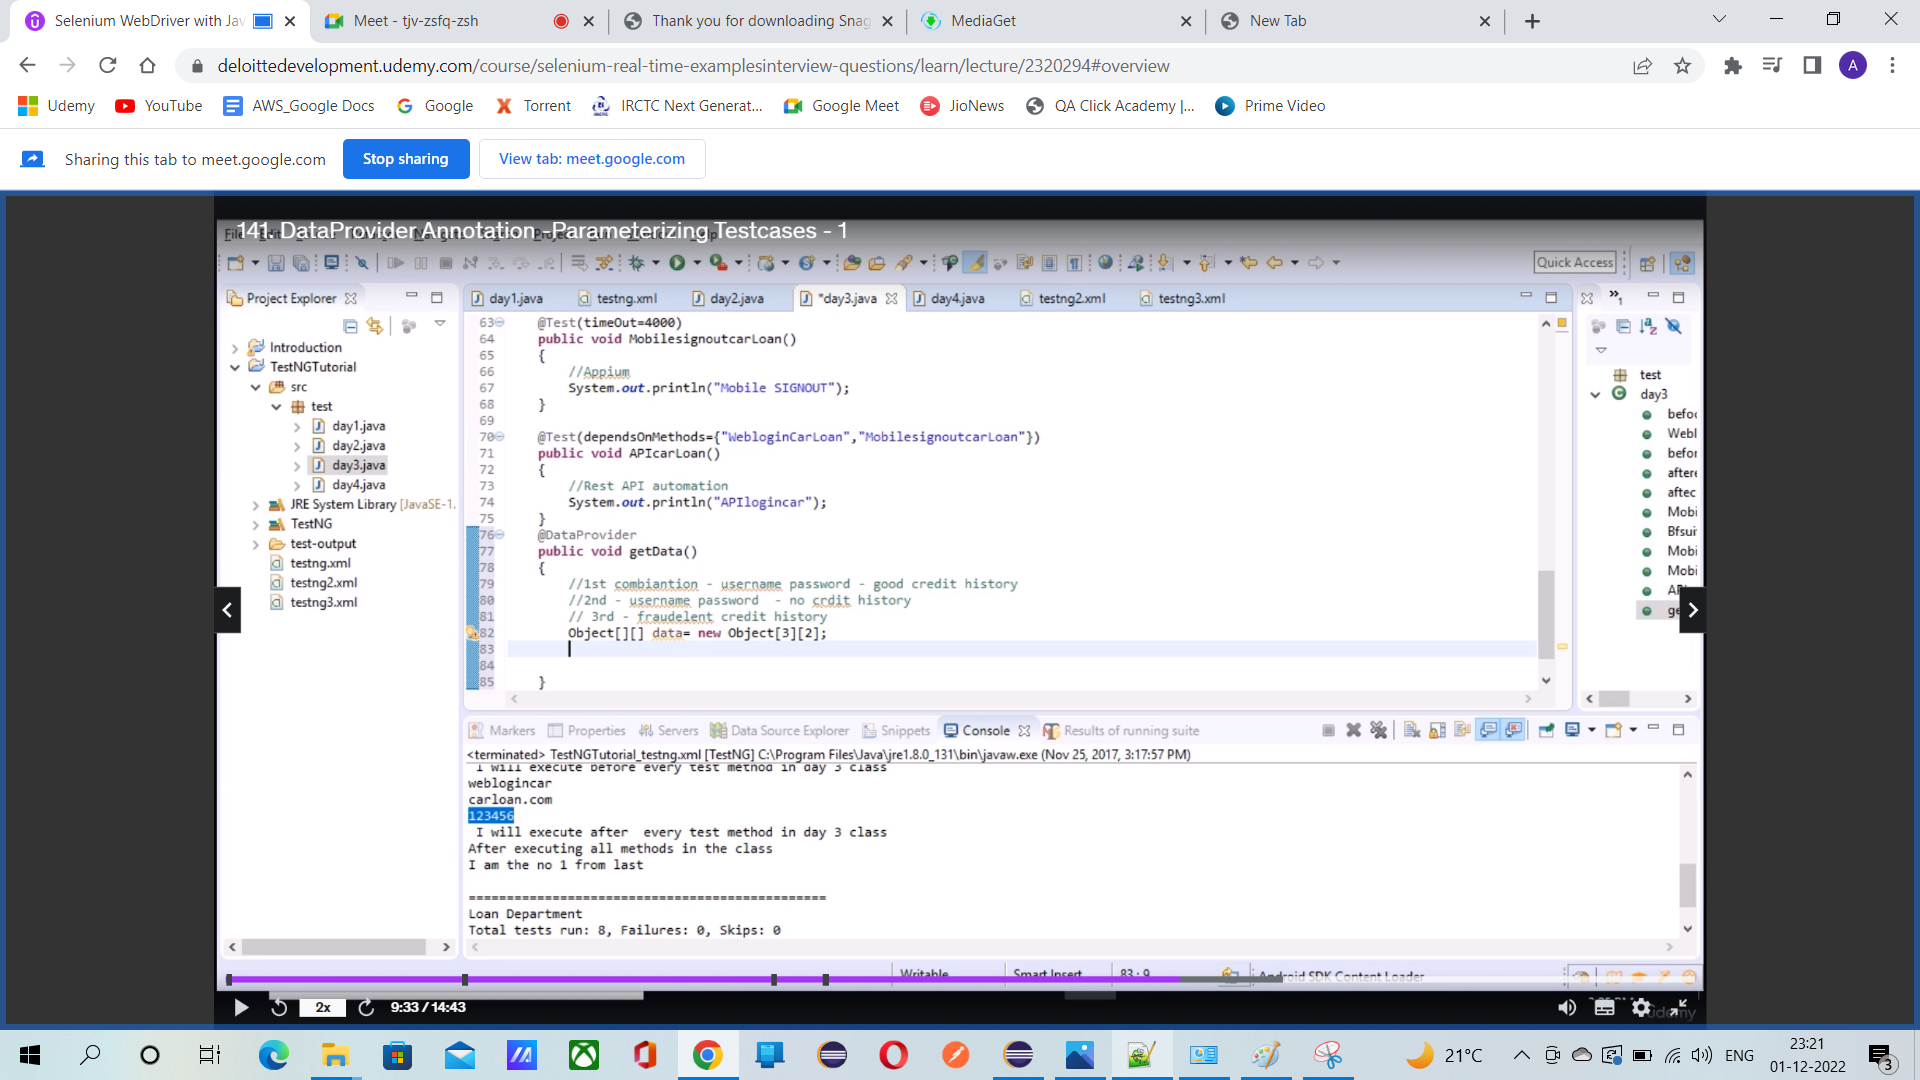 Selenium WebDriver with Jav
Meet - tjv-zsfq-zsh
Thank you for downloading Snag
MediaGet
New Tab
deloittedevelopment.udemy.com/course/selenium-real-time-examplesinterview-questions/learn/lecture/2320294#overview
A
Udemy
YouTube
AWS_Google Docs
Google
Torrent
IRCTC Next Generat...
Google Meet
JioNews
QA Click Academy |...
Prime Video
Sharing this tab to meet.google.com
Stop sharing
View tab: meet.google.com
141. DataProvider Annotation -Parameterizing Testcases - 1
Quick Access
Project Explorer
day1.java
testng.xml
day2.java
*day3.java
day4.java
testng2.xml
testng3.xml
Introduction
TestNGTutorial
src
test
day1.java
day2.java
day3.java
day4.java
JRE System Library [JavaSE-1.
TestNG
test-output
testng.xml
testng2.xml
testng3.xml
63 @Test(timeOut=4000)
64 public void MobilesignoutcarLoan()
65 {
66 //Appium
67 System.out.println("Mobile SIGNOUT");
68 }
69
70 @Test(dependsOnMethods={"WebloginCarLoan","MobilesignoutcarLoan"})
71 public void APIcarLoan()
72 {
73 //Rest API automation
74 System.out.println("APIlogincar");
75 }
76 @DataProvider
77 public void getData()
78 {
79 //1st combiantion - username password - good credit history
80 //2nd - username password  - no crdit history
81 // 3rd - fraudelent credit history
82 Object[][] data= new Object[3][2];
83
84
85 }
test
day3
befoc
Webl
befor
aftere
aftec
Mobi
Bfsui
Mobi
Mobi
ge
Markers
Properties
Servers
Data Source Explorer
Snippets
Console
Results of running suite
<terminated> TestNGTutorial_testng.xml [TestNG] C:\Program Files\Java\jre1.8.0_131\bin\javaw.exe (Nov 25, 2017, 3:17:57 PM)
I will execute before every test method in day 3 class
weblogincar
carloan.com
123456
I will execute after  every test method in day 3 class
After executing all methods in the class
I am the no 1 from last
===============================================
Loan Department
Total tests run: 8, Failures: 0, Skips: 0
Writable
Smart Insert
83 : 9
Android SDK Content Loader
2x
9:33 / 14:43
udemy
21°C
ENG
23:21
01-12-2022
3